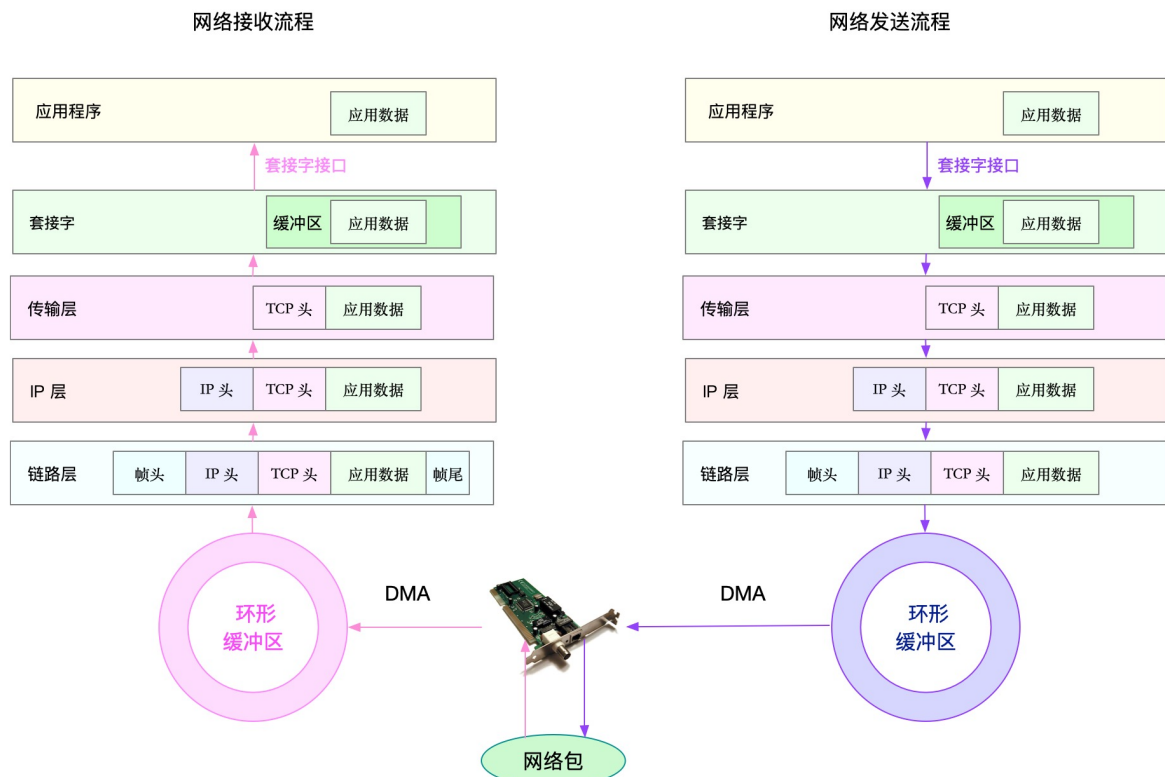 网络接收流程
网络发送流程
应用程序
应用数据
套接字接口
套接字
缓冲区
应用数据
传输层
TCP 头
应用数据
IP 层
IP 头
TCP 头
应用数据
链路层
帧头
IP 头
TCP 头
应用数据
帧尾
环形
缓冲区
DMA
应用程序
应用数据
套接字接口
套接字
缓冲区
应用数据
传输层
TCP 头
应用数据
IP 层
IP 头
TCP 头
应用数据
链路层
帧头
IP 头
TCP 头
应用数据
DMA
环形
缓冲区
网络包